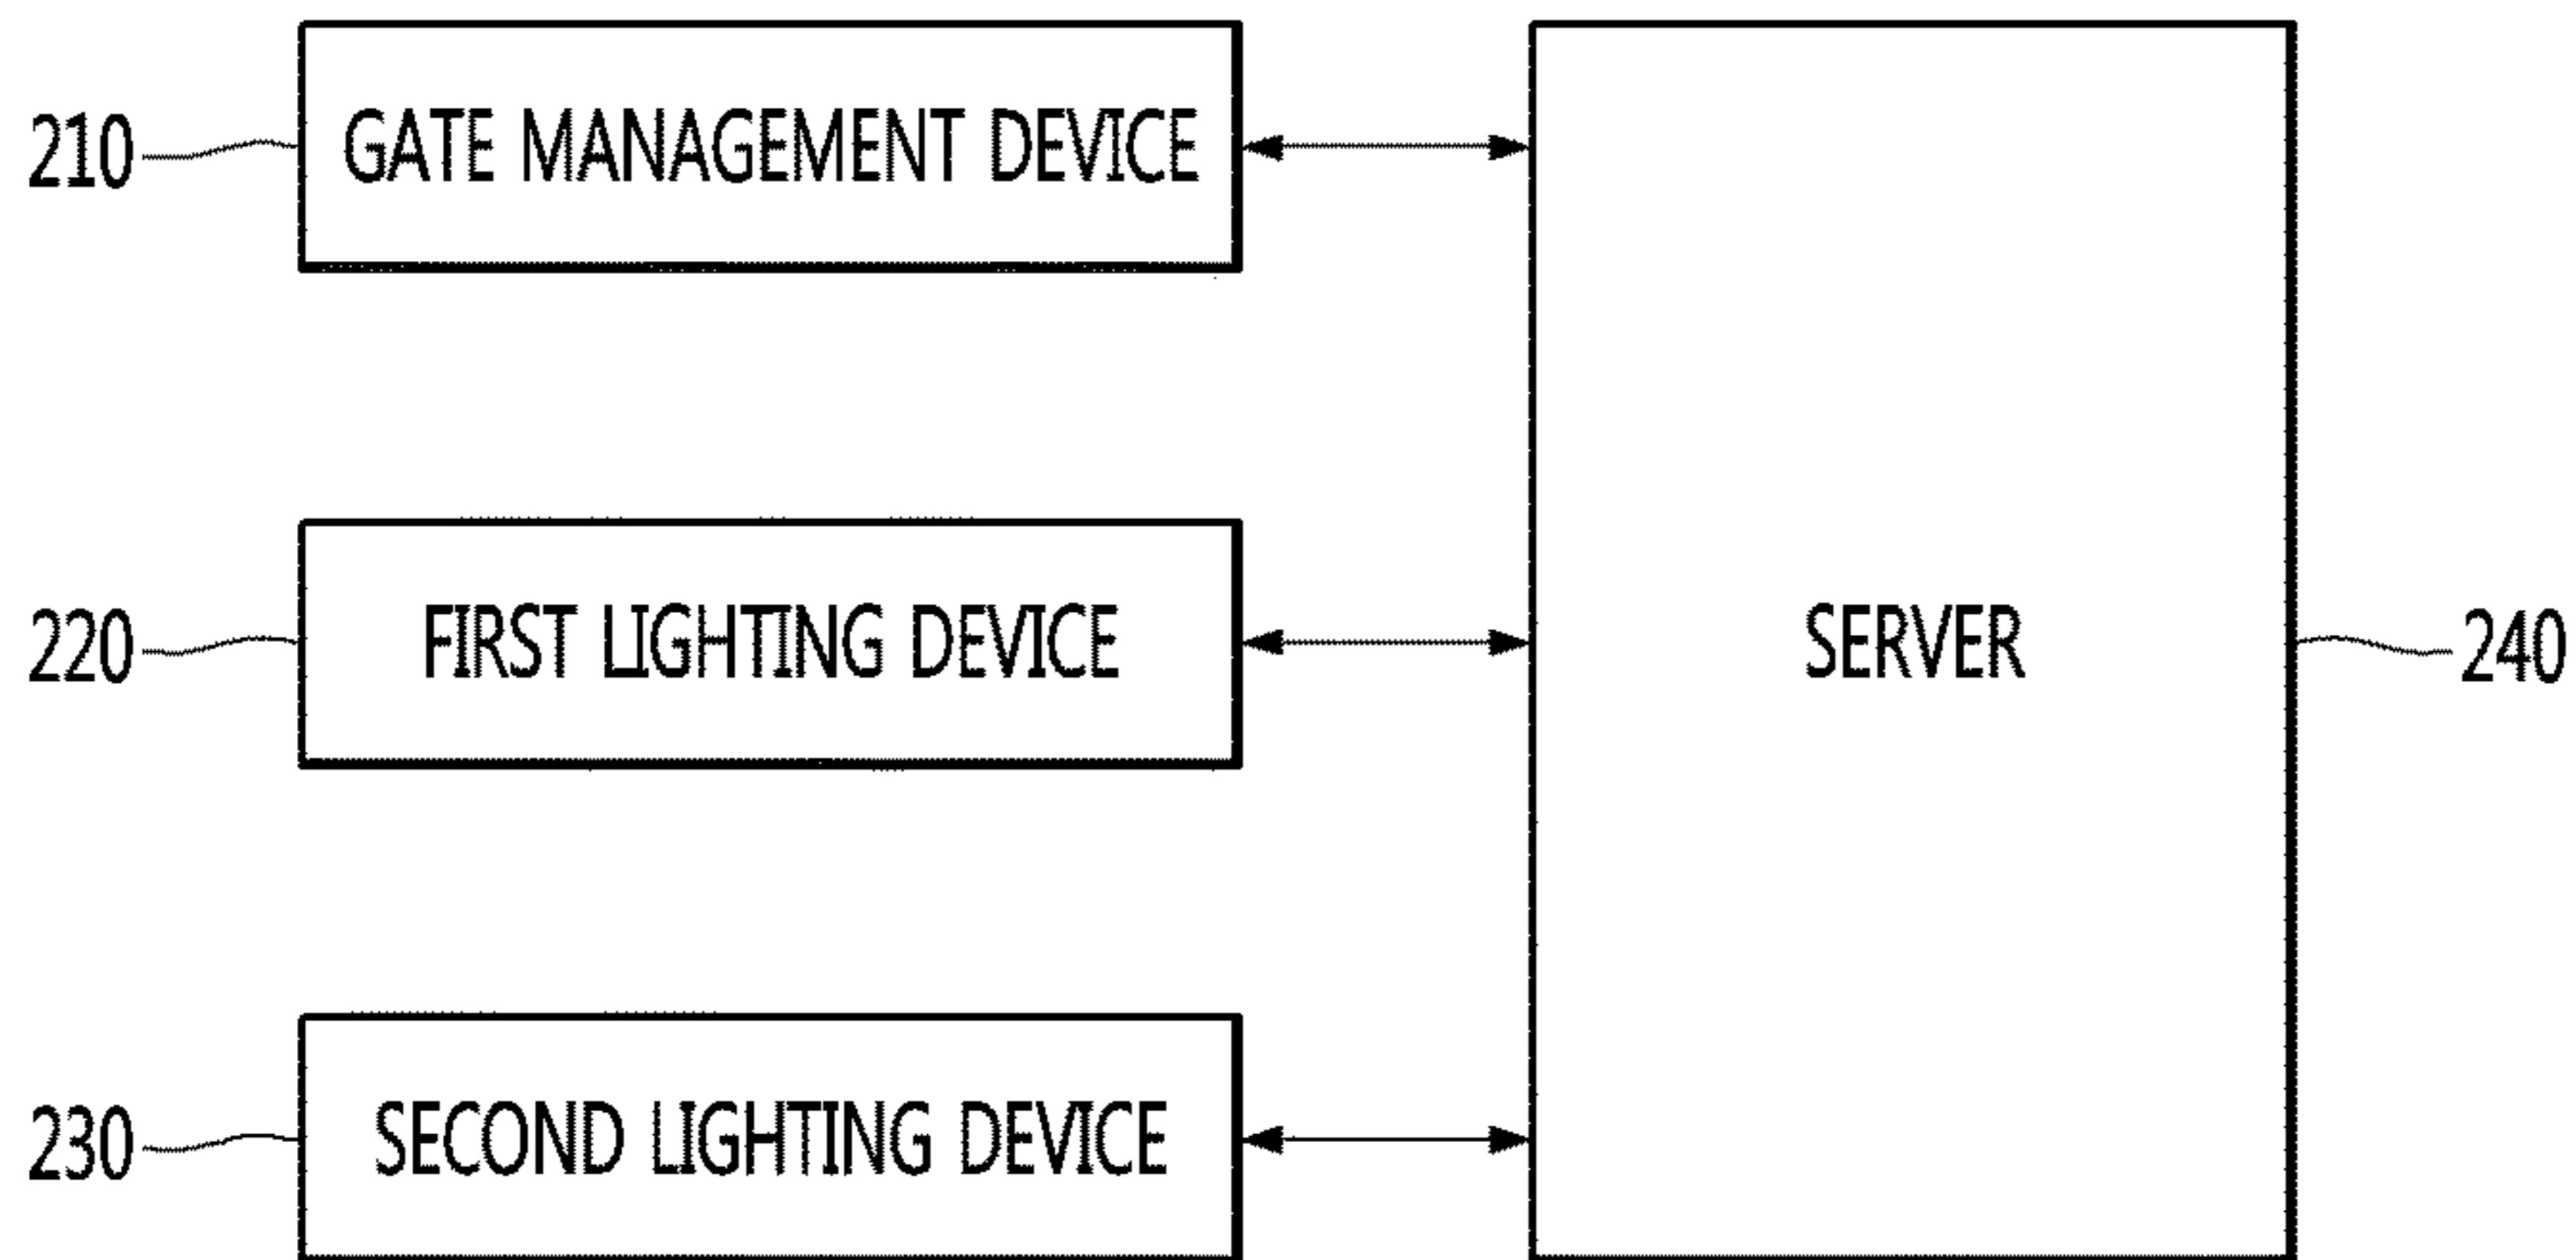 210 GATE MANAGEMENT DEVICE
220 FIRST LIGHTING DEVICE SERVER 240
230 SECOND LIGHTING DEVICE